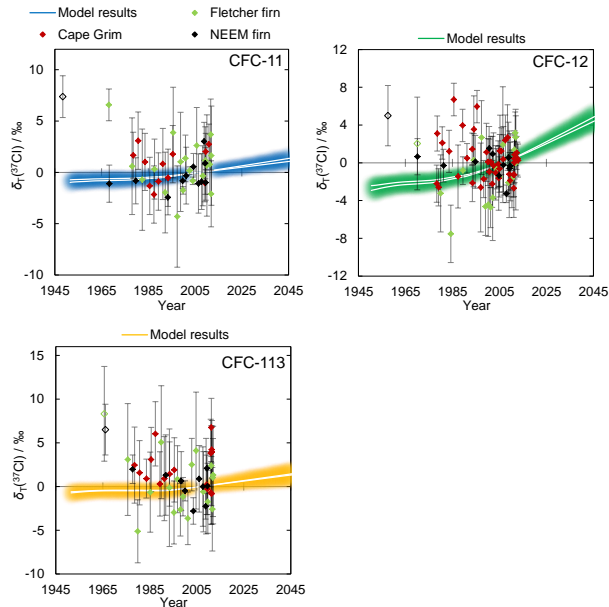 Model results
Fletcher firn
Cape Grim
NEEM firn
CFC-11
δT(³⁷Cl) / ‰
10
5
0
-5
-10
1945 1965 1985 2005 2025 2045
Year
Model results
CFC-12
δT(³⁷Cl) / ‰
12
8
4
0
-4
-8
-12
1945 1965 1985 2005 2025 2045
Year
Model results
CFC-113
δT(³⁷Cl) / ‰
15
10
5
0
-5
-10
1945 1965 1985 2005 2025 2045
Year